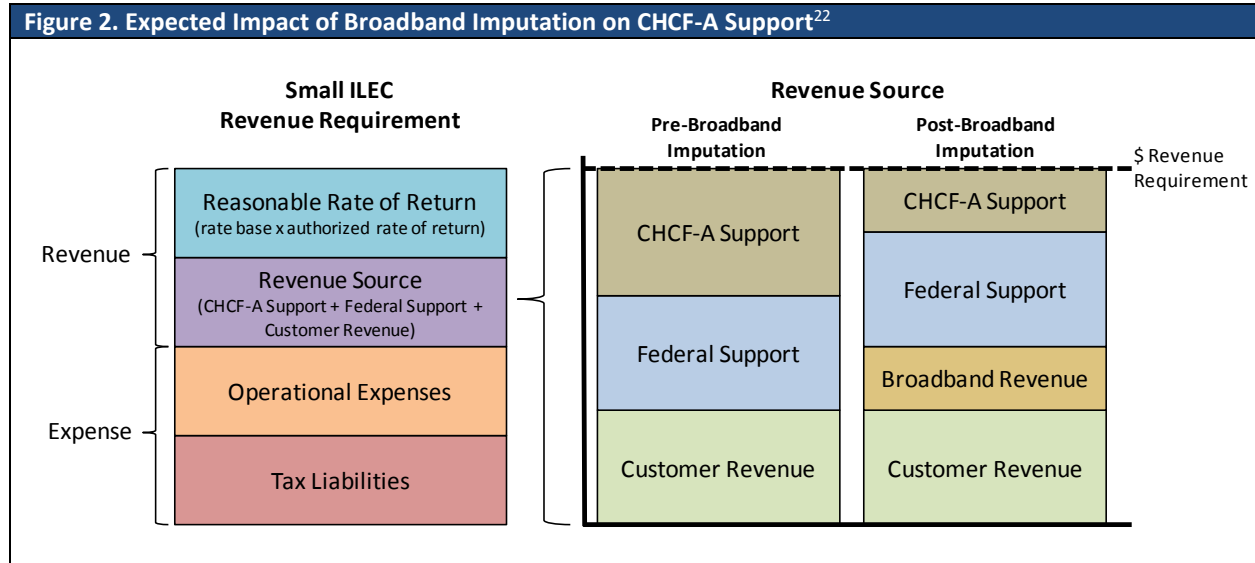 Figure 2. Expected Impact of Broadband Imputation on CHCF-A Support22
Small ILEC
Revenue Requirement
Revenue Source
Pre-Broadband
Imputation
Post-Broadband
Imputation
$ Revenue
Requirement
Revenue
Expense
Reasonable Rate of Return
(rate base x authorized rate of return)
Revenue Source
(CHCF-A Support + Federal Support +
Customer Revenue)
Operational Expenses
Tax Liabilities
CHCF-A Support
Federal Support
Customer Revenue
CHCF-A Support
Federal Support
Broadband Revenue
Customer Revenue